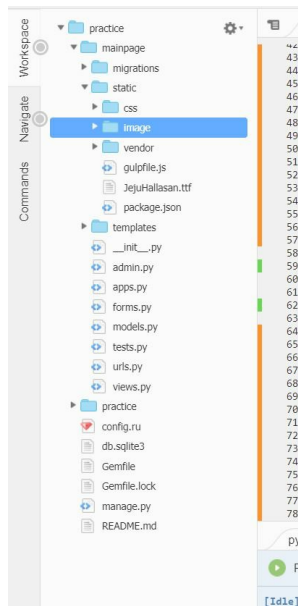 Workspace
Navigate
Commands
practice
mainpage
migrations
static
css
image
vendor
gulpfile.js
JejuHallasan.ttf
package.json
templates
__init__.py
admin.py
apps.py
forms.py
models.py
tests.py
urls.py
views.py
practice
config.ru
db.sqlite3
Gemfile
Gemfile.lock
manage.py
README.md
42
43
44
45
46
47
48
49
50
51
52
53
54
55
56
57
58
59
60
61
62
63
64
65
66
67
68
69
70
71
72
73
74
75
76
77
78
py
[Idle]